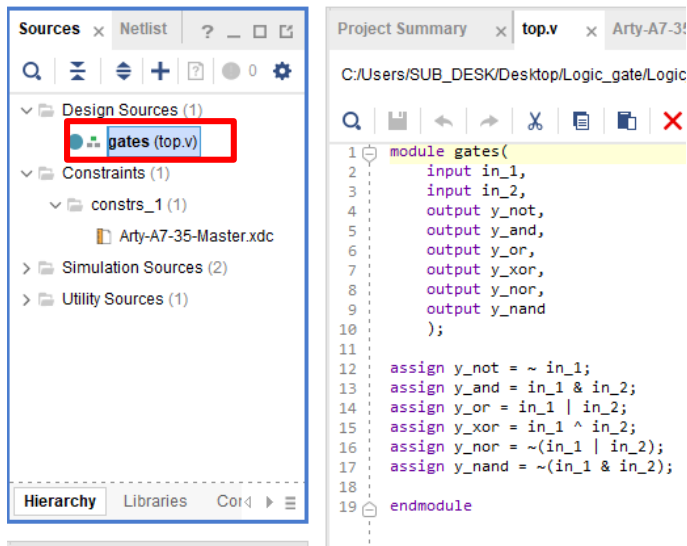 Sources × Netlist ? _
0
Design Sources (1)
gates (top.v)
Constraints (1)
constrs_1 (1)
Arty-A7-35-Master.xdc
Simulation Sources (2)
Utility Sources (1)
Hierarchy Libraries Co
Project Summary × top.v × Arty-A7-35
C:/Users/SUB_DESK/Desktop/Logic_gate/Logic
1 module gates(
2 input in_1,
3 input in_2,
4 output y_not,
5 output y_and,
6 output y_or,
7 output y_xor,
8 output y_nor,
9 output y_nand
10 );
11
12 assign y_not = ~ in_1;
13 assign y_and = in_1 & in_2;
14 assign y_or = in_1 | in_2;
15 assign y_xor = in_1 ^ in_2;
16 assign y_nor = ~(in_1 | in_2);
17 assign y_nand = ~(in_1 & in_2);
18
19 endmodule